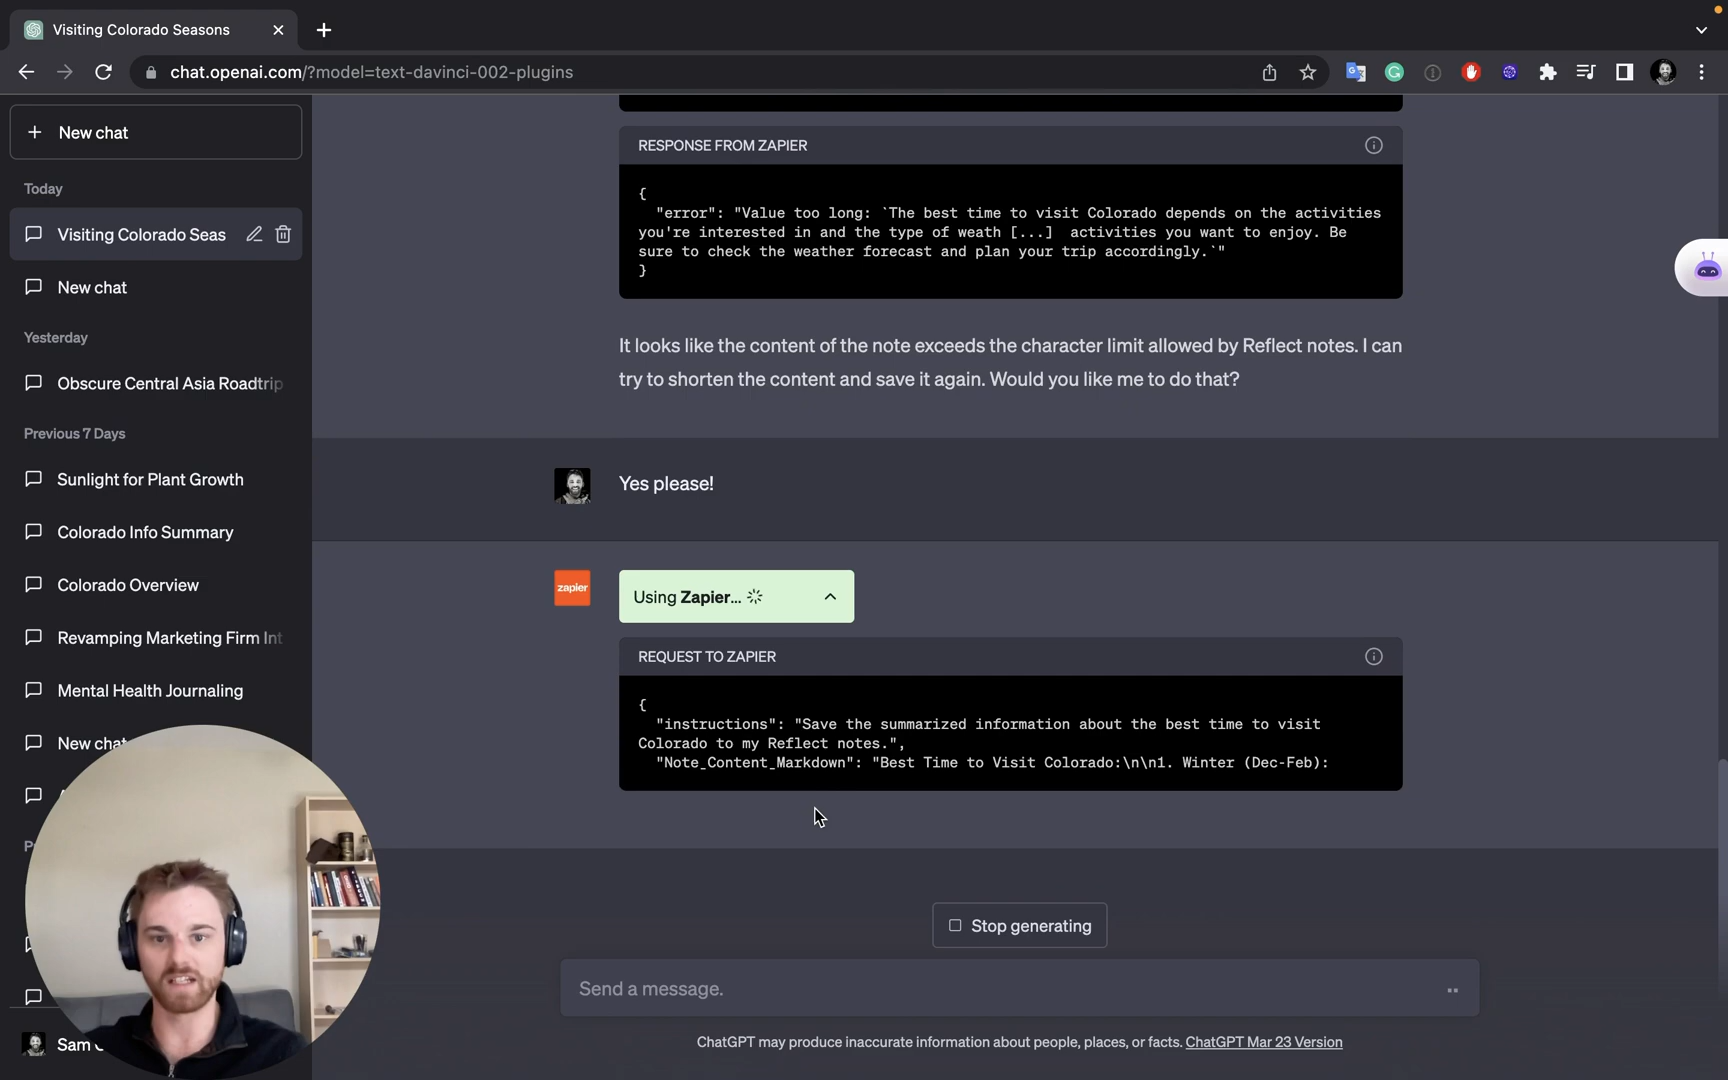 Visiting Colorado Seasons
chat.openai.com/?model=text-davinci-002-plugins
New chat
Today
Visiting Colorado Seas
New chat
Yesterday
Obscure Central Asia Roadtrip
Previous 7 Days
Sunlight for Plant Growth
Colorado Info Summary
Colorado Overview
Revamping Marketing Firm Int
Mental Health Journaling
New chat
Sam
RESPONSE FROM ZAPIER
{
"error": "Value too long: `The best time to visit Colorado depends on the activities
you're interested in and the type of weath [...]  activities you want to enjoy. Be
sure to check the weather forecast and plan your trip accordingly.`"
}
It looks like the content of the note exceeds the character limit allowed by Reflect notes. I can
try to shorten the content and save it again. Would you like me to do that?
Yes please!
zapier
Using Zapier...
REQUEST TO ZAPIER
{
"instructions": "Save the summarized information about the best time to visit
Colorado to my Reflect notes.",
"Note_Content_Markdown": "Best Time to Visit Colorado:\n\n1. Winter (Dec-Feb):
Stop generating
Send a message.
ChatGPT may produce inaccurate information about people, places, or facts. ChatGPT Mar 23 Version